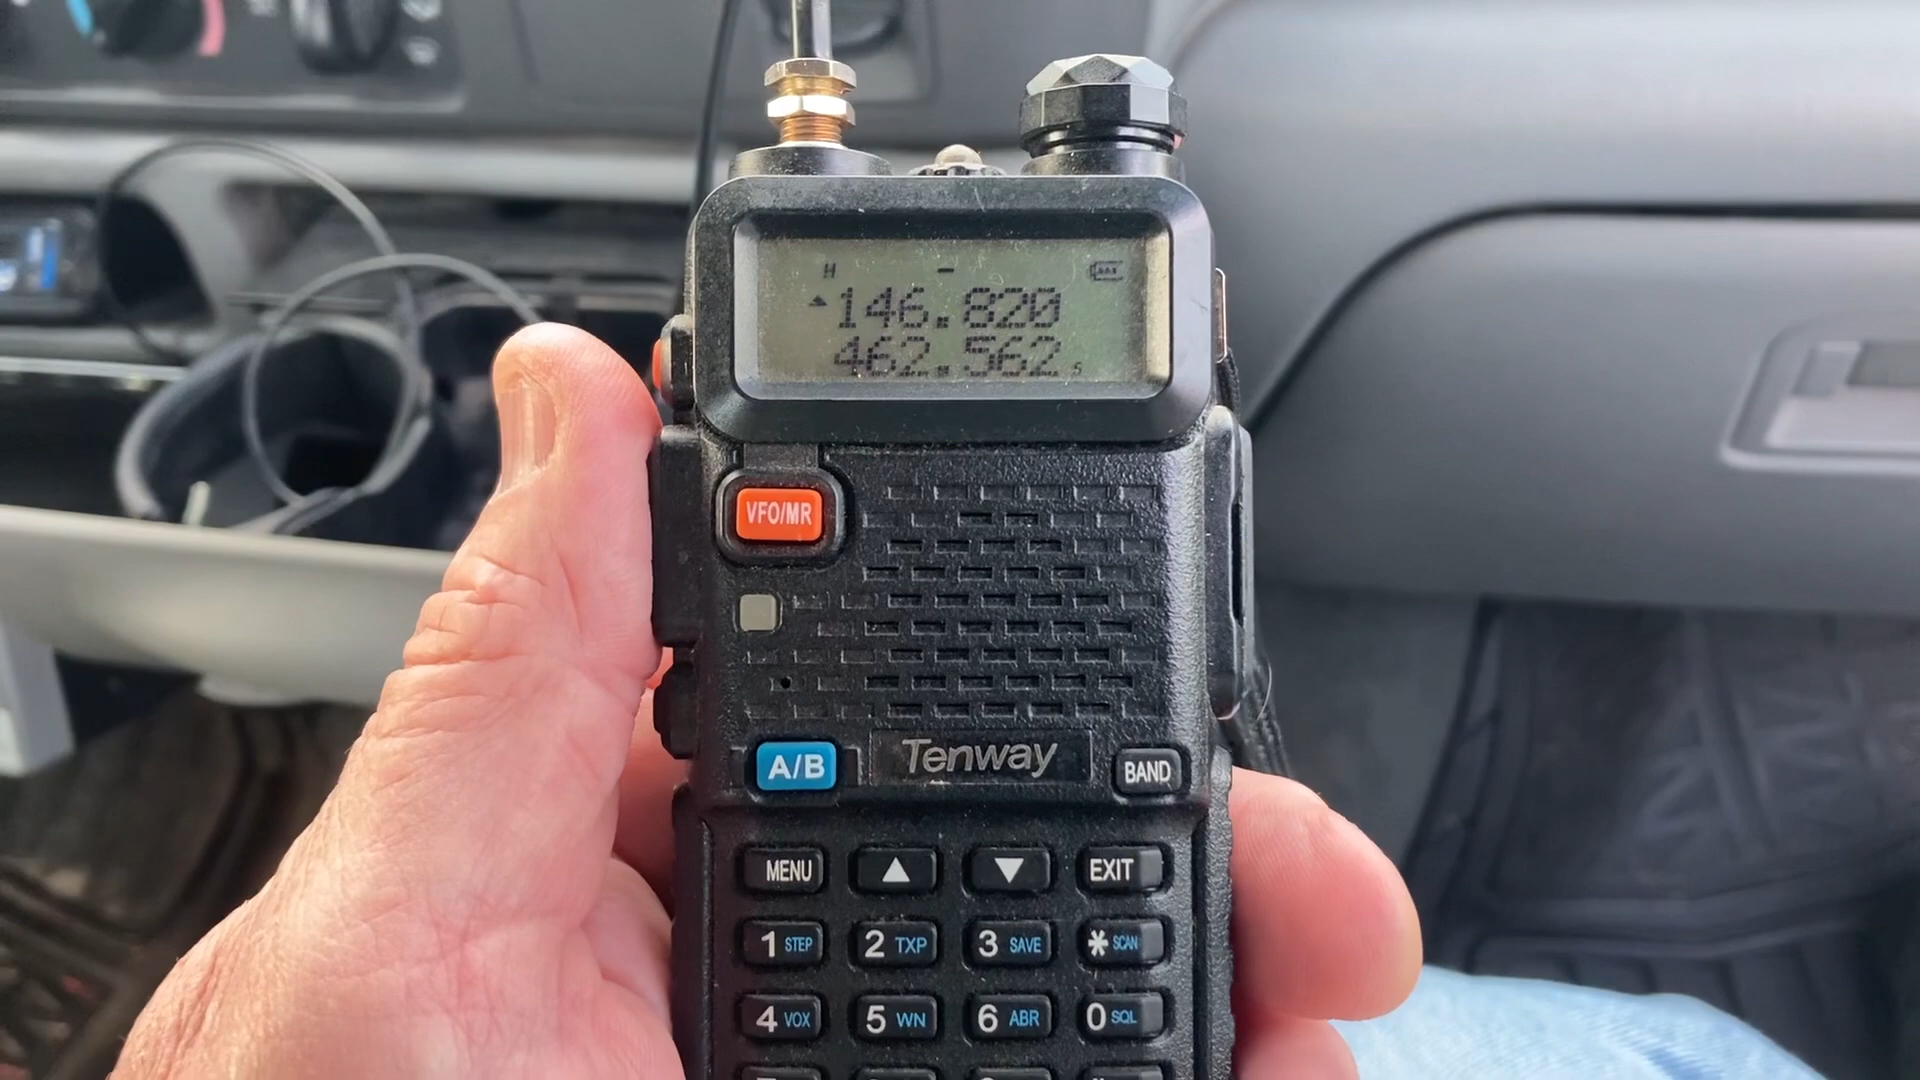 H -
146.820
462.562 5
VFO/MR
A/B Tenway BAND
MENU ▲ ▼ EXIT
1 STEP 2 TXP 3 SAVE * SCAN
4 VOX 5 WN 6 ABR 0 SQL